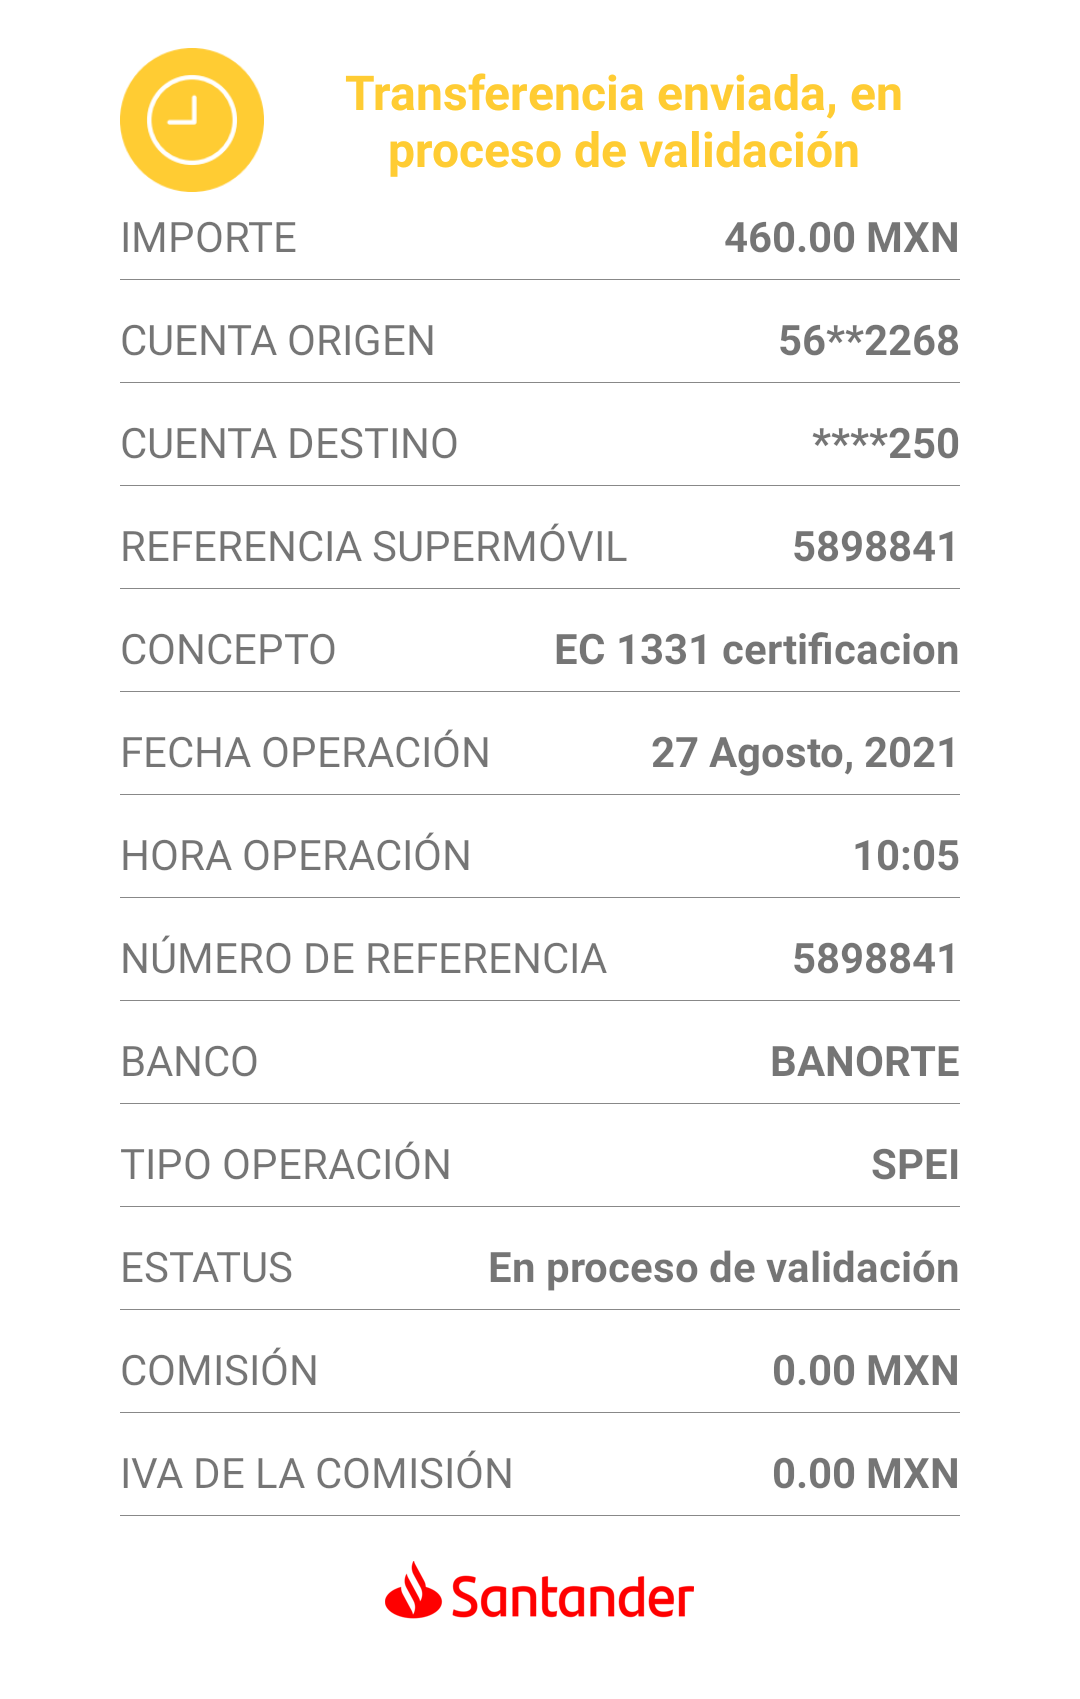 Transferencia enviada, en
proceso de validación
IMPORTE 460.00 MXN
CUENTA ORIGEN 56**2268
CUENTA DESTINO ****250
REFERENCIA SUPERMÓVIL 5898841
CONCEPTO EC 1331 certificacion
FECHA OPERACIÓN 27 Agosto, 2021
HORA OPERACIÓN 10:05
NÚMERO DE REFERENCIA 5898841
BANCO BANORTE
TIPO OPERACIÓN SPEI
ESTATUS En proceso de validación
COMISIÓN 0.00 MXN
IVA DE LA COMISIÓN 0.00 MXN
Santander